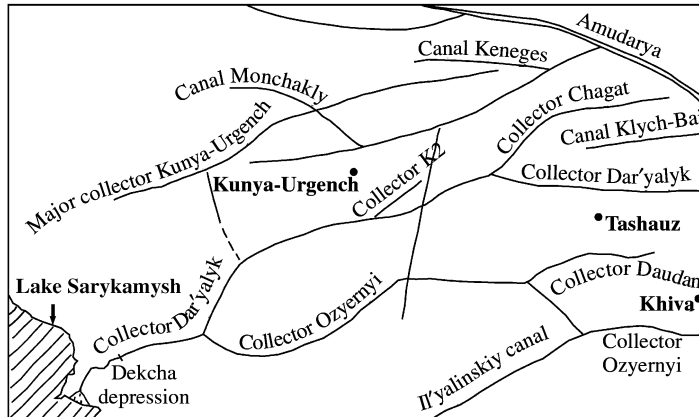 Amudarya
Canal Keneges
Canal Monchakly
Collector Chagat
Major collector Kunya-Urgench
Canal Klych-Ba
Kunya-Urgench
Collector K2
Collector Dar′yalyk
Tashauz
Lake Sarykamysh
Collector Dar′yalyk
Collector Ozyernyi
Collector Daudan
Khiva
Dekcha
depression
Il′yalinskiy canal
Collector
Ozyernyi